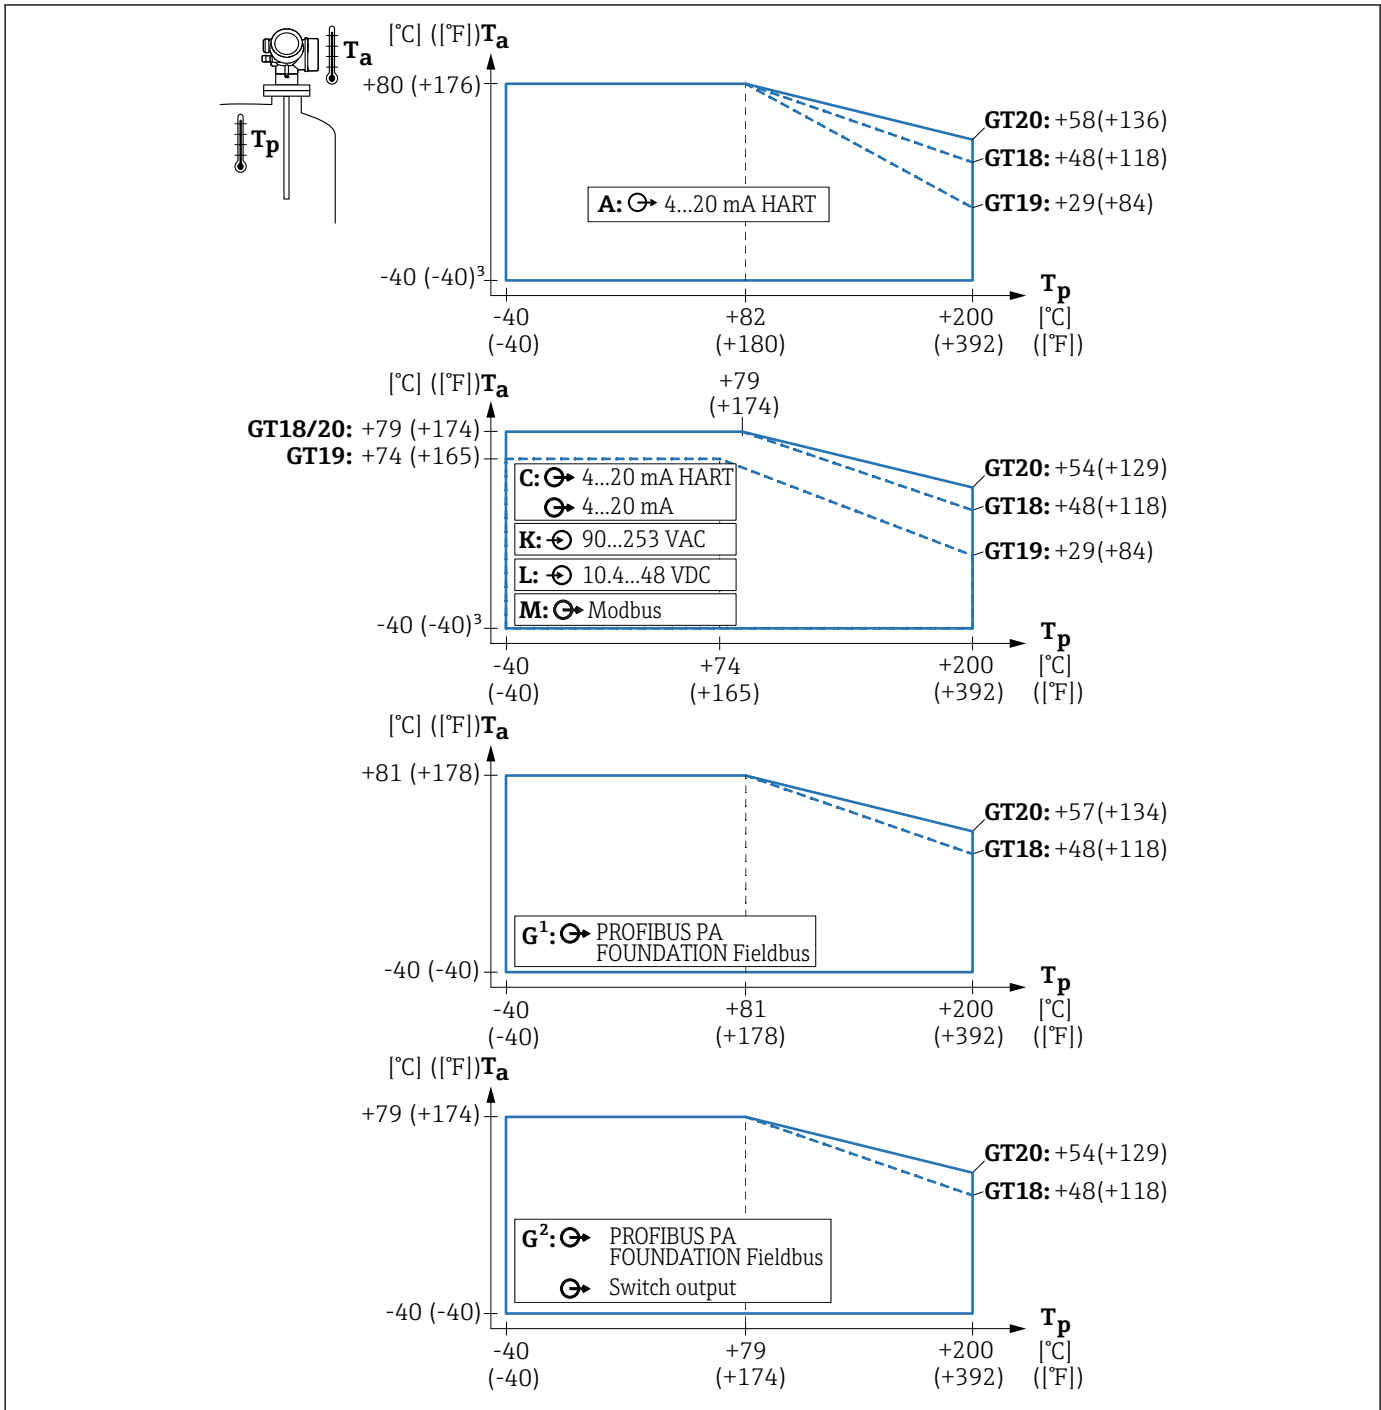 [°C] ([°F]) Ta
Ta
Tp
+80 (+176)
GT20: +58(+136)
GT18: +48(+118)
GT19: +29(+84)
A: 4...20 mA HART
-40 (-40)³
Tp
-40 +82 +200 [°C]
(-40) (+180) (+392) ([°F])
[°C] ([°F]) Ta
+79
(+174)
GT18/20: +79 (+174)
GT19: +74 (+165)
GT20: +54(+129)
GT18: +48(+118)
GT19: +29(+84)
C: 4...20 mA HART
4...20 mA
K: 90...253 VAC
L: 10.4...48 VDC
M: Modbus
-40 (-40)³
Tp
-40 +74 +200 [°C]
(-40) (+165) (+392) ([°F])
[°C] ([°F]) Ta
+81 (+178)
GT20: +57(+134)
GT18: +48(+118)
G¹: PROFIBUS PA
FOUNDATION Fieldbus
-40 (-40)
Tp
-40 +81 +200 [°C]
(-40) (+178) (+392) ([°F])
[°C] ([°F]) Ta
+79 (+174)
GT20: +54(+129)
GT18: +48(+118)
G²: PROFIBUS PA
FOUNDATION Fieldbus
Switch output
-40 (-40)
Tp
-40 +79 +200 [°C]
(-40) (+174) (+392) ([°F])